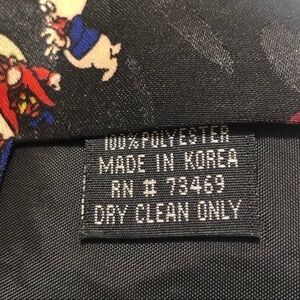 100% POLYESTER
MADE IN KOREA
RN # 73469
DRY CLEAN ONLY